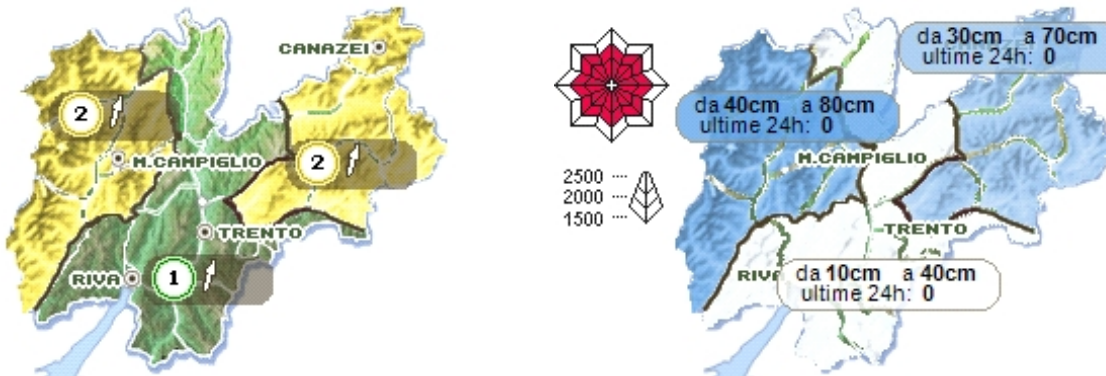 CANAZEI
2
M.CAMPIGLIO
2
TRENTO
RIVA
1
da 30cm a 70cm
ultime 24h: 0
da 40cm a 80cm
ultime 24h: 0
M.CAMPIGLIO
2500
2000
1500
TRENTO
RIVA
da 10cm a 40cm
ultime 24h: 0